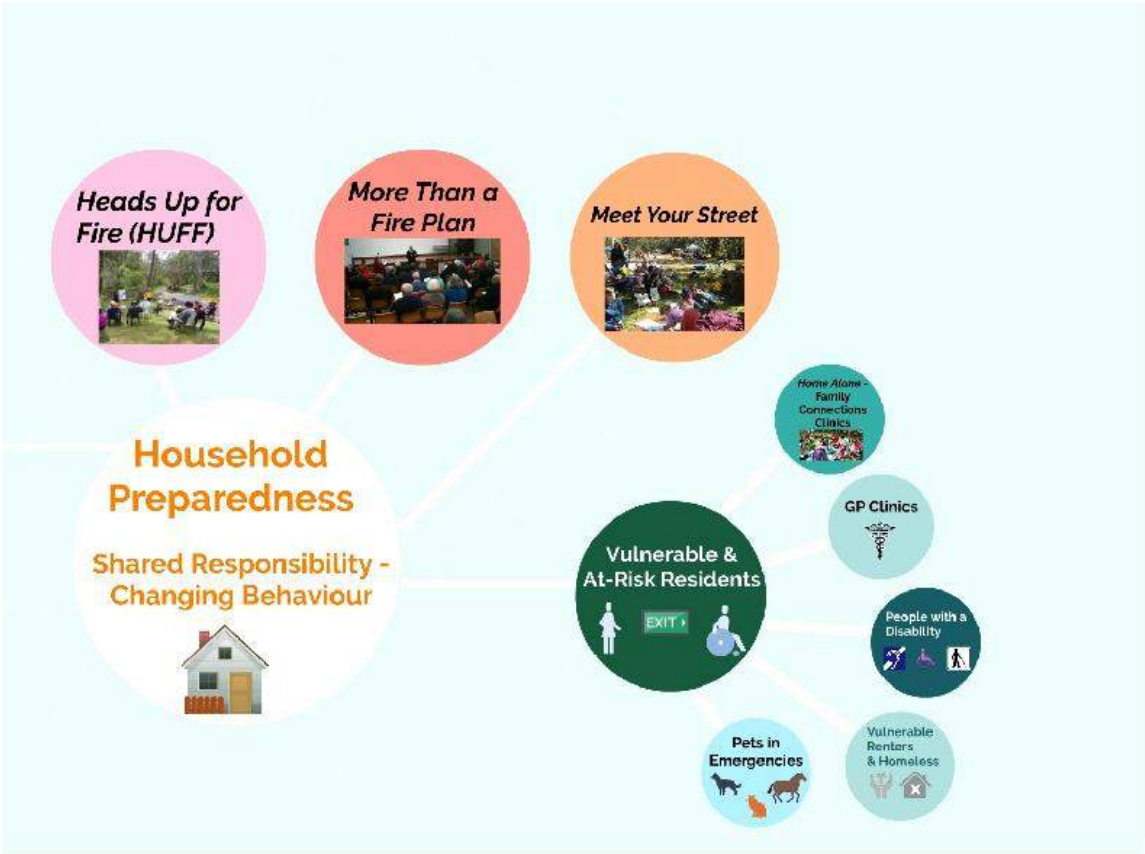 Heads Up for
Fire (HUFF)
More Than a
Fire Plan
Meet Your Street
Household
Preparedness
Shared Responsibility -
Changing Behaviour
Vulnerable &
At-Risk Residents
EXIT
Home Alone -
Family
Connections
Clinics
GP Clinics
People with a
Disability
Vulnerable
Renters
& Homeless
Pets in
Emergencies